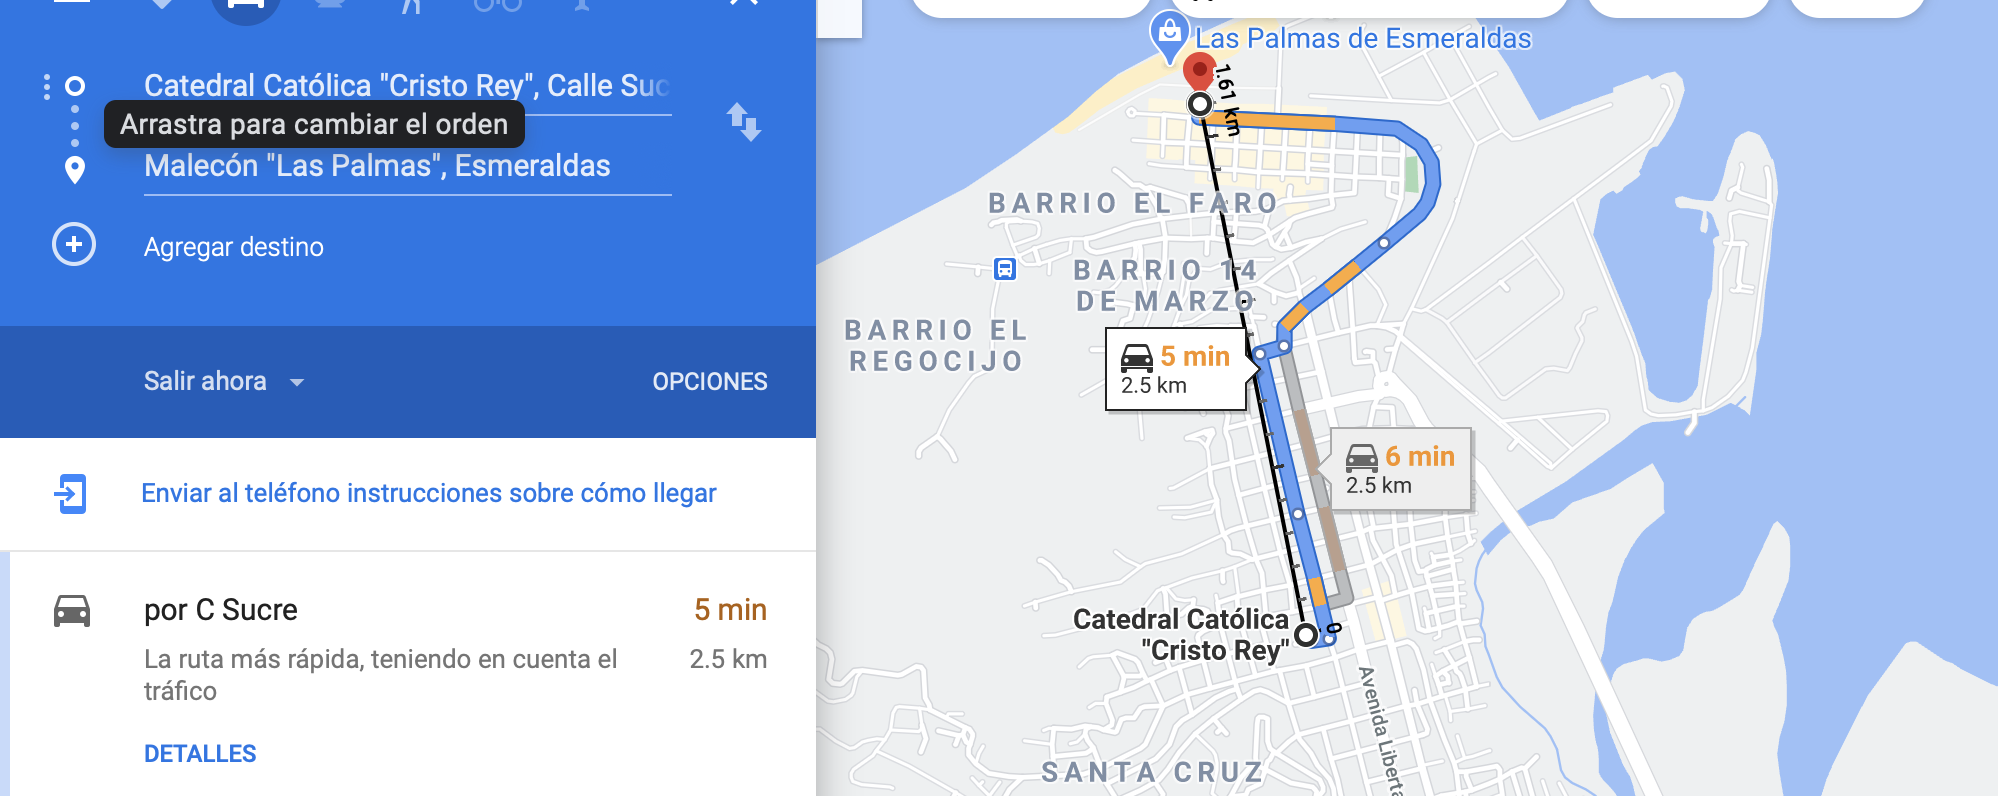 Catedral Católica "Cristo Rey", Calle Suc
Arrastra para cambiar el orden
Malecón "Las Palmas", Esmeraldas
Agregar destino
Salir ahora
OPCIONES
Enviar al teléfono instrucciones sobre cómo llegar
por C Sucre
5 min
La ruta más rápida, teniendo en cuenta el
2.5 km
tráfico
DETALLES
Las Palmas de Esmeraldas
1.61 km
BARRIO EL FARO
BARRIO 14
DE MARZO
BARRIO EL
REGOCIJO
5 min
2.5 km
6 min
2.5 km
Catedral Católica
"Cristo Rey"
0
Avenida Liberta
SANTA CRUZ